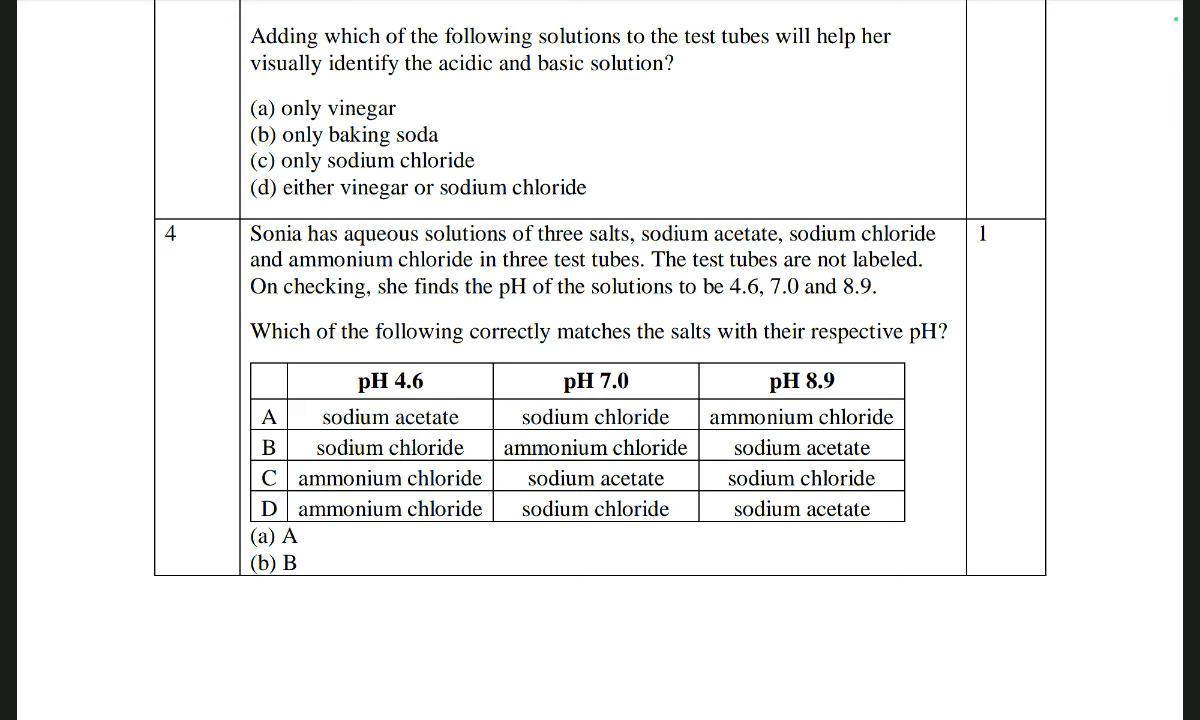 Adding which of the following solutions to the test tubes will help her
visually identify the acidic and basic solution?
(a) only vinegar
(b) only baking soda
(c) only sodium chloride
(d) either vinegar or sodium chloride
4 Sonia has aqueous solutions of three salts, sodium acetate, sodium chloride 1
and ammonium chloride in three test tubes. The test tubes are not labeled.
On checking, she finds the pH of the solutions to be 4.6, 7.0 and 8.9.
Which of the following correctly matches the salts with their respective pH?
pH 4.6 pH 7.0 pH 8.9
A sodium acetate sodium chloride ammonium chloride
B sodium chloride ammonium chloride sodium acetate
C ammonium chloride sodium acetate sodium chloride
D ammonium chloride sodium chloride sodium acetate
(a) A
(b) B